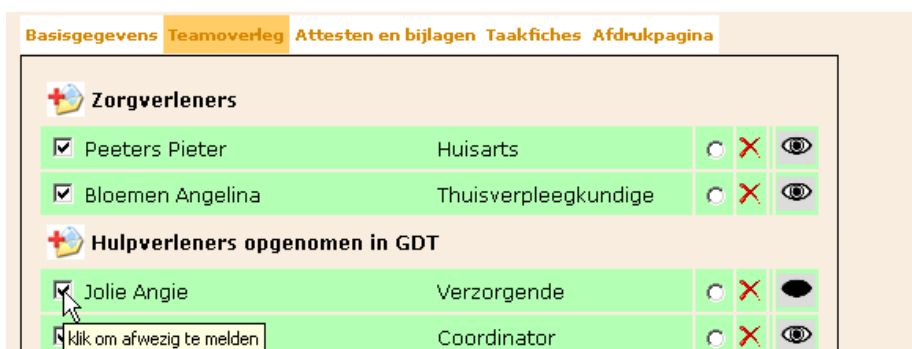 Basisgegevens Teamoverleg Attesten en bijlagen Taakfiches Afdrukpagina
Zorgverleners
Peeters Pieter Huisarts
Bloemen Angelina Thuisverpleegkundige
Hulpverleners opgenomen in GDT
Jolie Angie Verzorgende
klik om afwezig te melden Coordinator